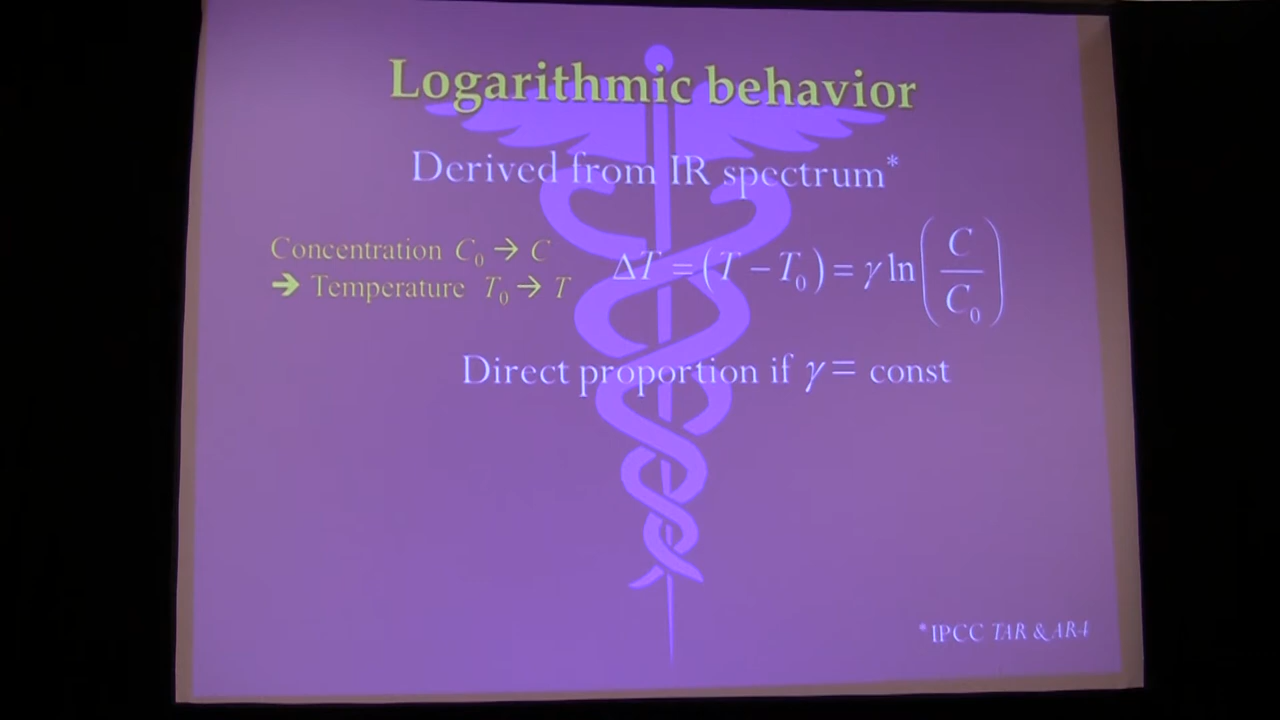 Logarithmic behavior
Derived from IR spectrum*
Concentration C₀ → C
➔ Temperature T₀ → T
ΔT = (T − T₀) = γ ln(C/C₀)
Direct proportion if γ = const
*IPCC TAR & AR4